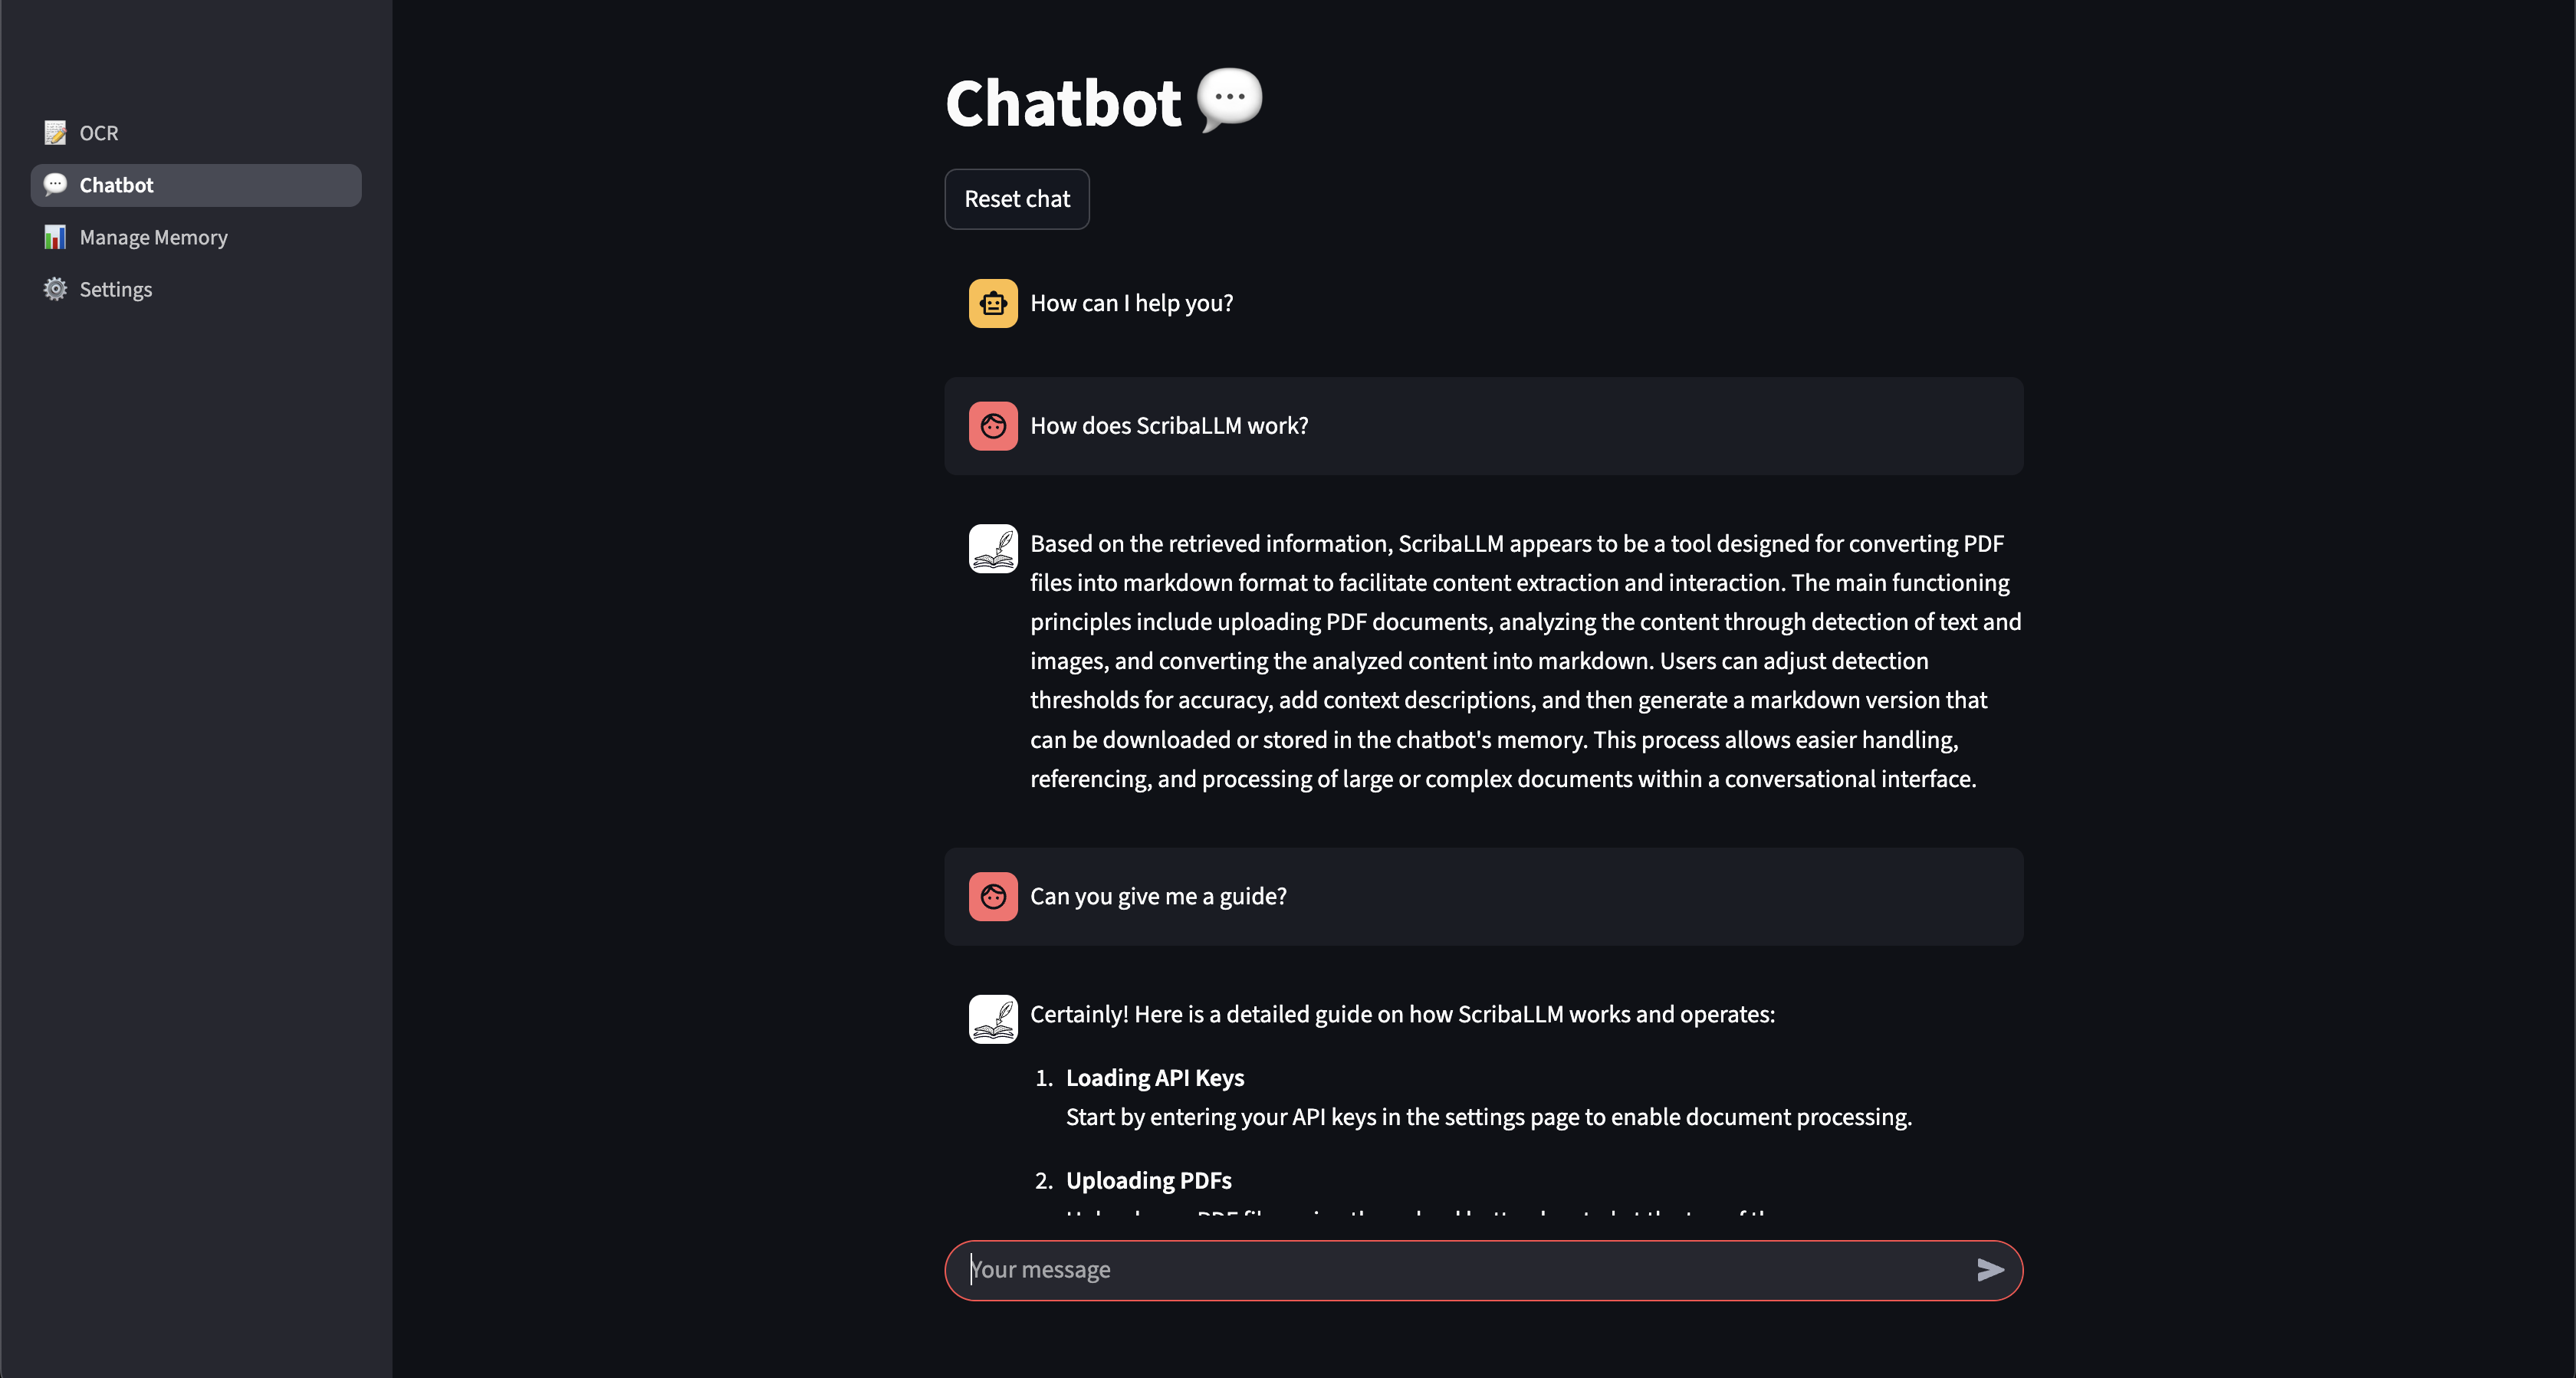 OCR
Chatbot
Manage Memory
Settings
Chatbot
Reset chat
How can I help you?
How does ScribaLLM work?
Based on the retrieved information, ScribaLLM appears to be a tool designed for converting PDF
files into markdown format to facilitate content extraction and interaction. The main functioning
principles include uploading PDF documents, analyzing the content through detection of text and
images, and converting the analyzed content into markdown. Users can adjust detection
thresholds for accuracy, add context descriptions, and then generate a markdown version that
can be downloaded or stored in the chatbot's memory. This process allows easier handling,
referencing, and processing of large or complex documents within a conversational interface.
Can you give me a guide?
Certainly! Here is a detailed guide on how ScribaLLM works and operates:
1. Loading API Keys
Start by entering your API keys in the settings page to enable document processing.
2. Uploading PDFs
Your message